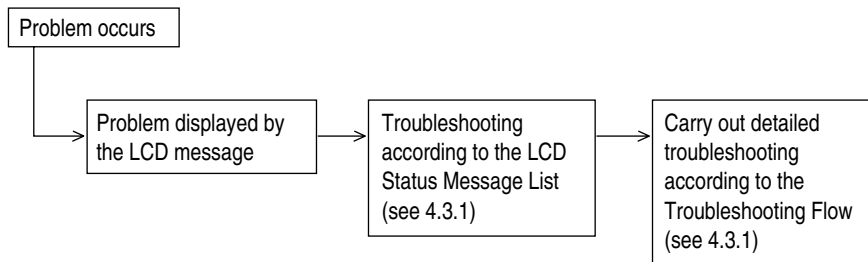 Problem occurs
Problem displayed by
the LCD message
Troubleshooting
according to the LCD
Status Message List
(see 4.3.1)
Carry out detailed
troubleshooting
according to the
Troubleshooting Flow
(see 4.3.1)